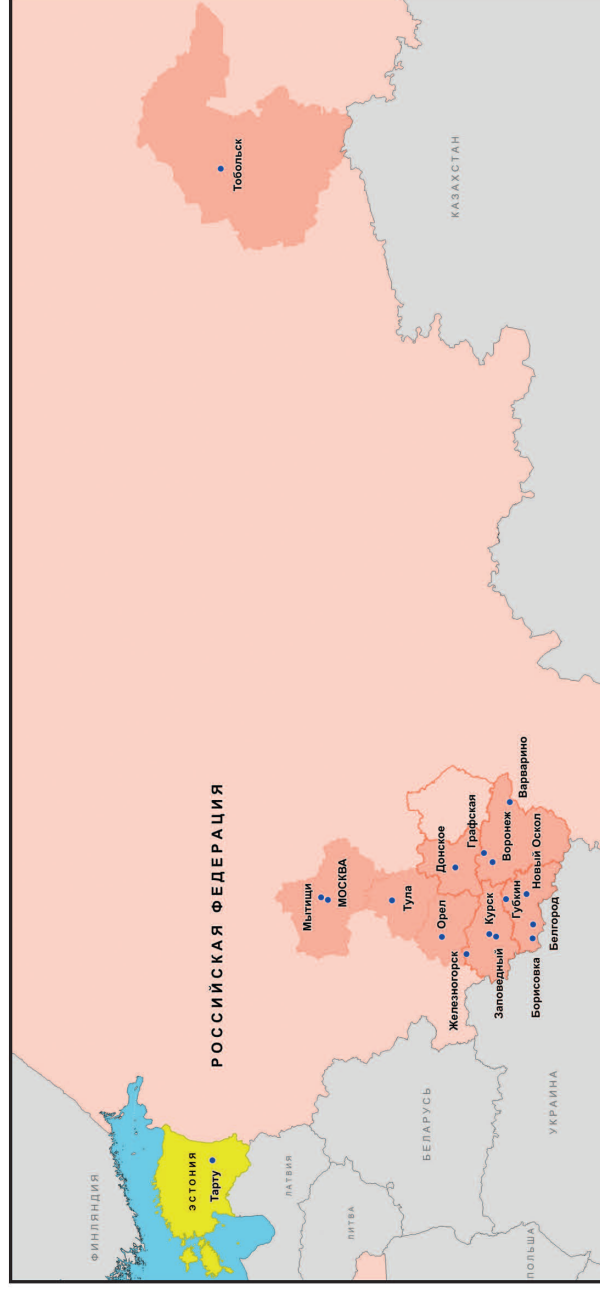 ФИНЛЯНДИЯ
ЭСТОНИЯ
Тарту
ЛАТВИЯ
ЛИТВА
БЕЛАРУСЬ
ПОЛЬША
УКРАИНА
РОССИЙСКАЯ ФЕДЕРАЦИЯ
Мытищи
МОСКВА
Тула
Орел
Железногорск
Донское
Графская
Курск
Заповедный
Воронеж
Варварино
Губкин
Новый Оскол
Борисовка
Белгород
Тобольск
КАЗАХСТАН